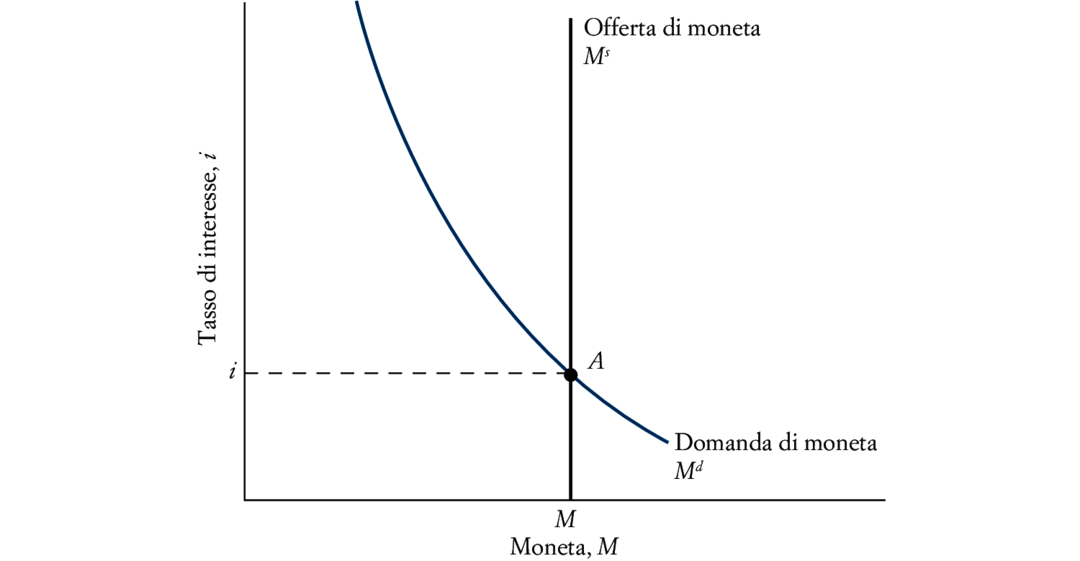 Offerta di moneta
Mˢ
Tasso di interesse, i
i
A
Domanda di moneta
Mᵈ
M
Moneta, M